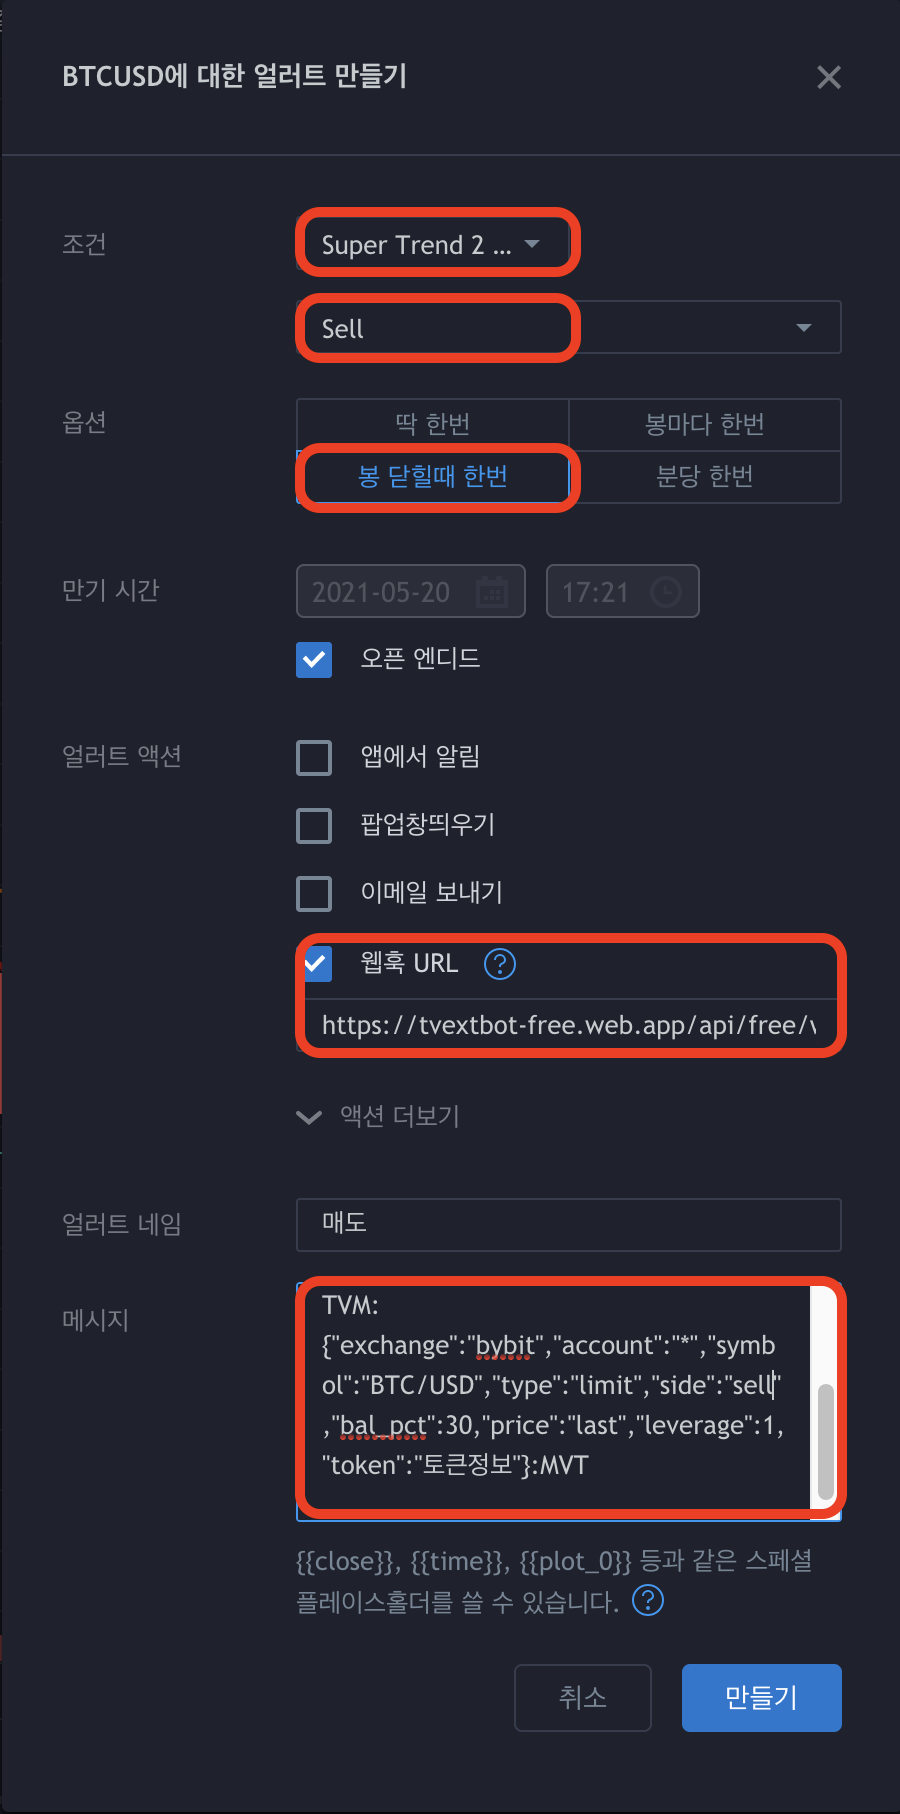 BTCUSD에 대한 얼러트 만들기
조건
Super Trend 2 ...
Sell
옵션
딱 한번
봉마다 한번
봉 닫힐때 한번
분당 한번
만기 시간
2021-05-20
17:21
오픈 엔디드
얼러트 액션
앱에서 알림
팝업창띄우기
이메일 보내기
웹훅 URL
https://tvextbot-free.web.app/api/free/
액션 더보기
얼러트 네임
매도
메시지
TVM:
{"exchange":"bybit","account":"*","symb
ol":"BTC/USD","type":"limit","side":"sell"
,"bal_pct":30,"price":"last","leverage":1,
"token":"토큰정보"}:MVT
{{close}}, {{time}}, {{plot_0}} 등과 같은 스페셜
플레이스홀더를 쓸 수 있습니다.
취소
만들기